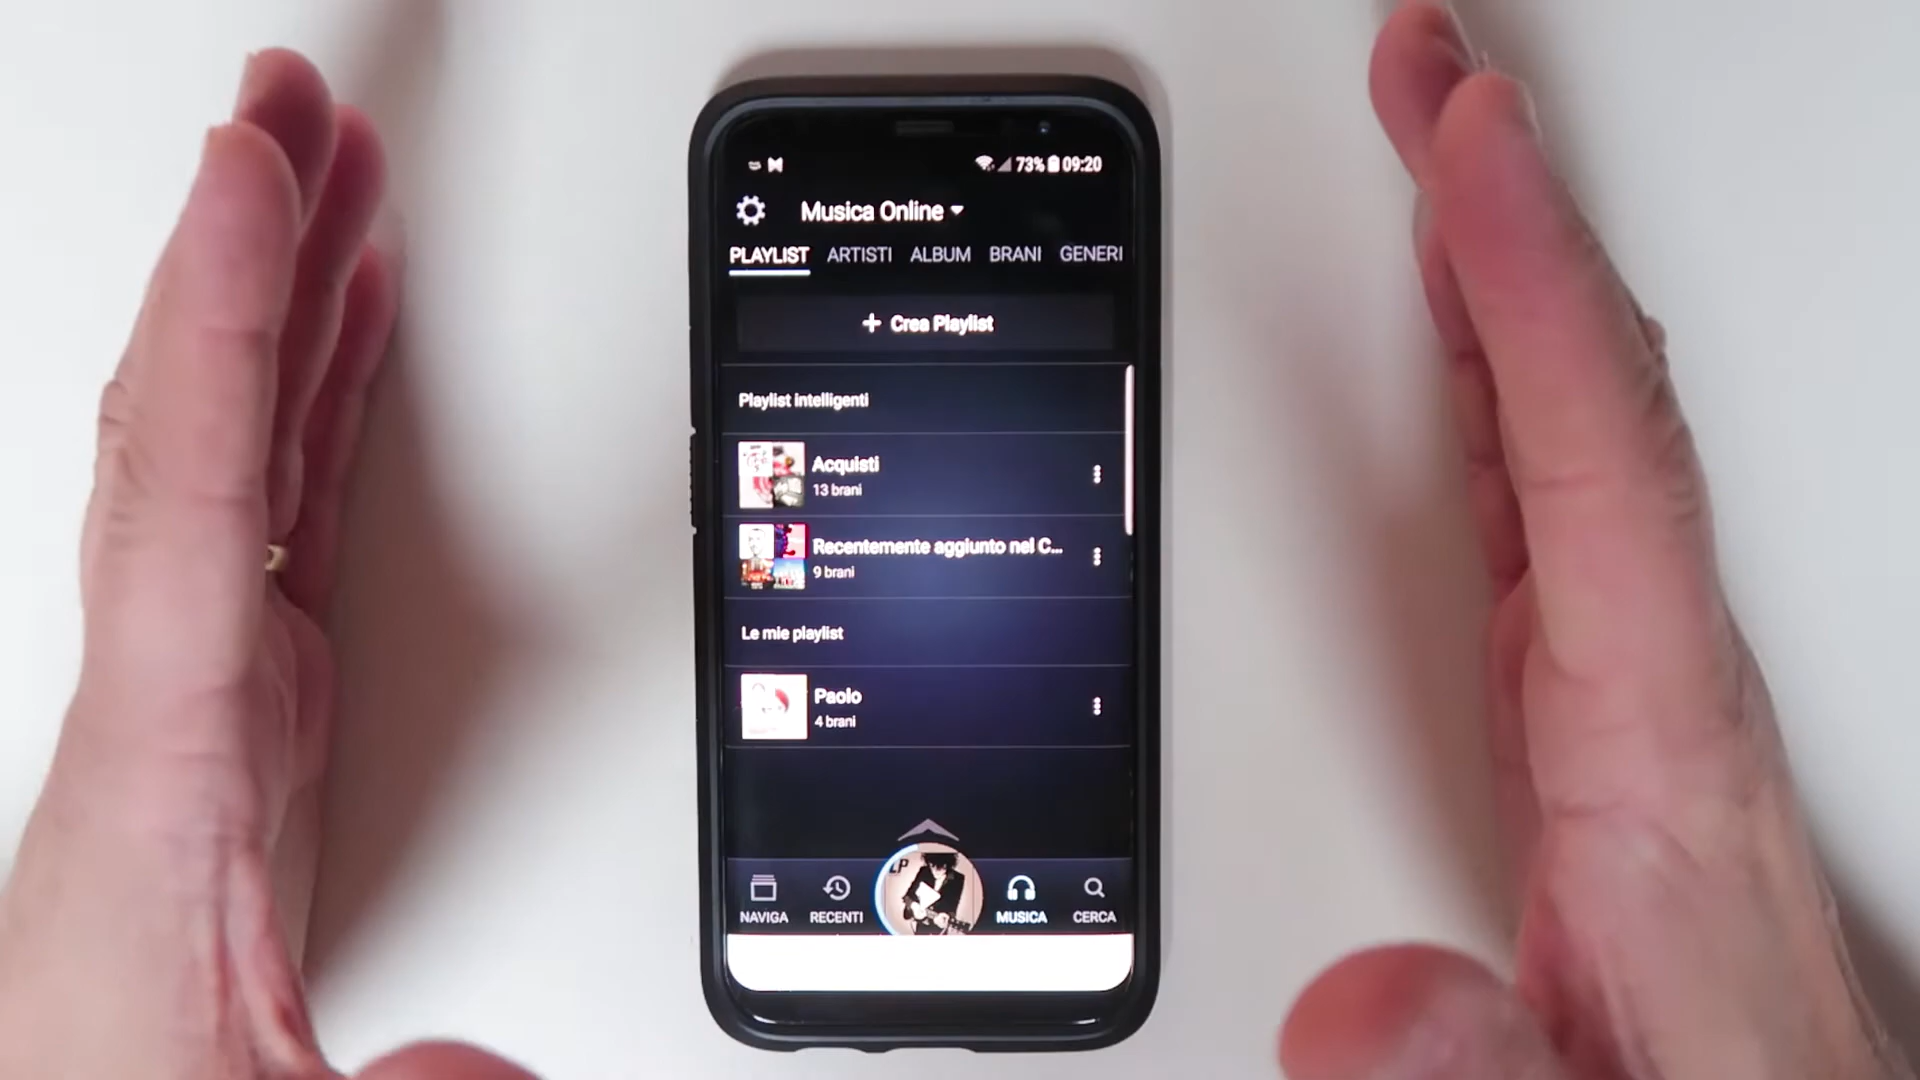 73% 09:20
Musica Online
PLAYLIST ARTISTI ALBUM BRANI GENERI
+ Crea Playlist
Playlist intelligenti
Acquisti
13 brani
Recentemente aggiunto nel C...
9 brani
Le mie playlist
Paolo
4 brani
LP
NAVIGA RECENTI MUSICA CERCA